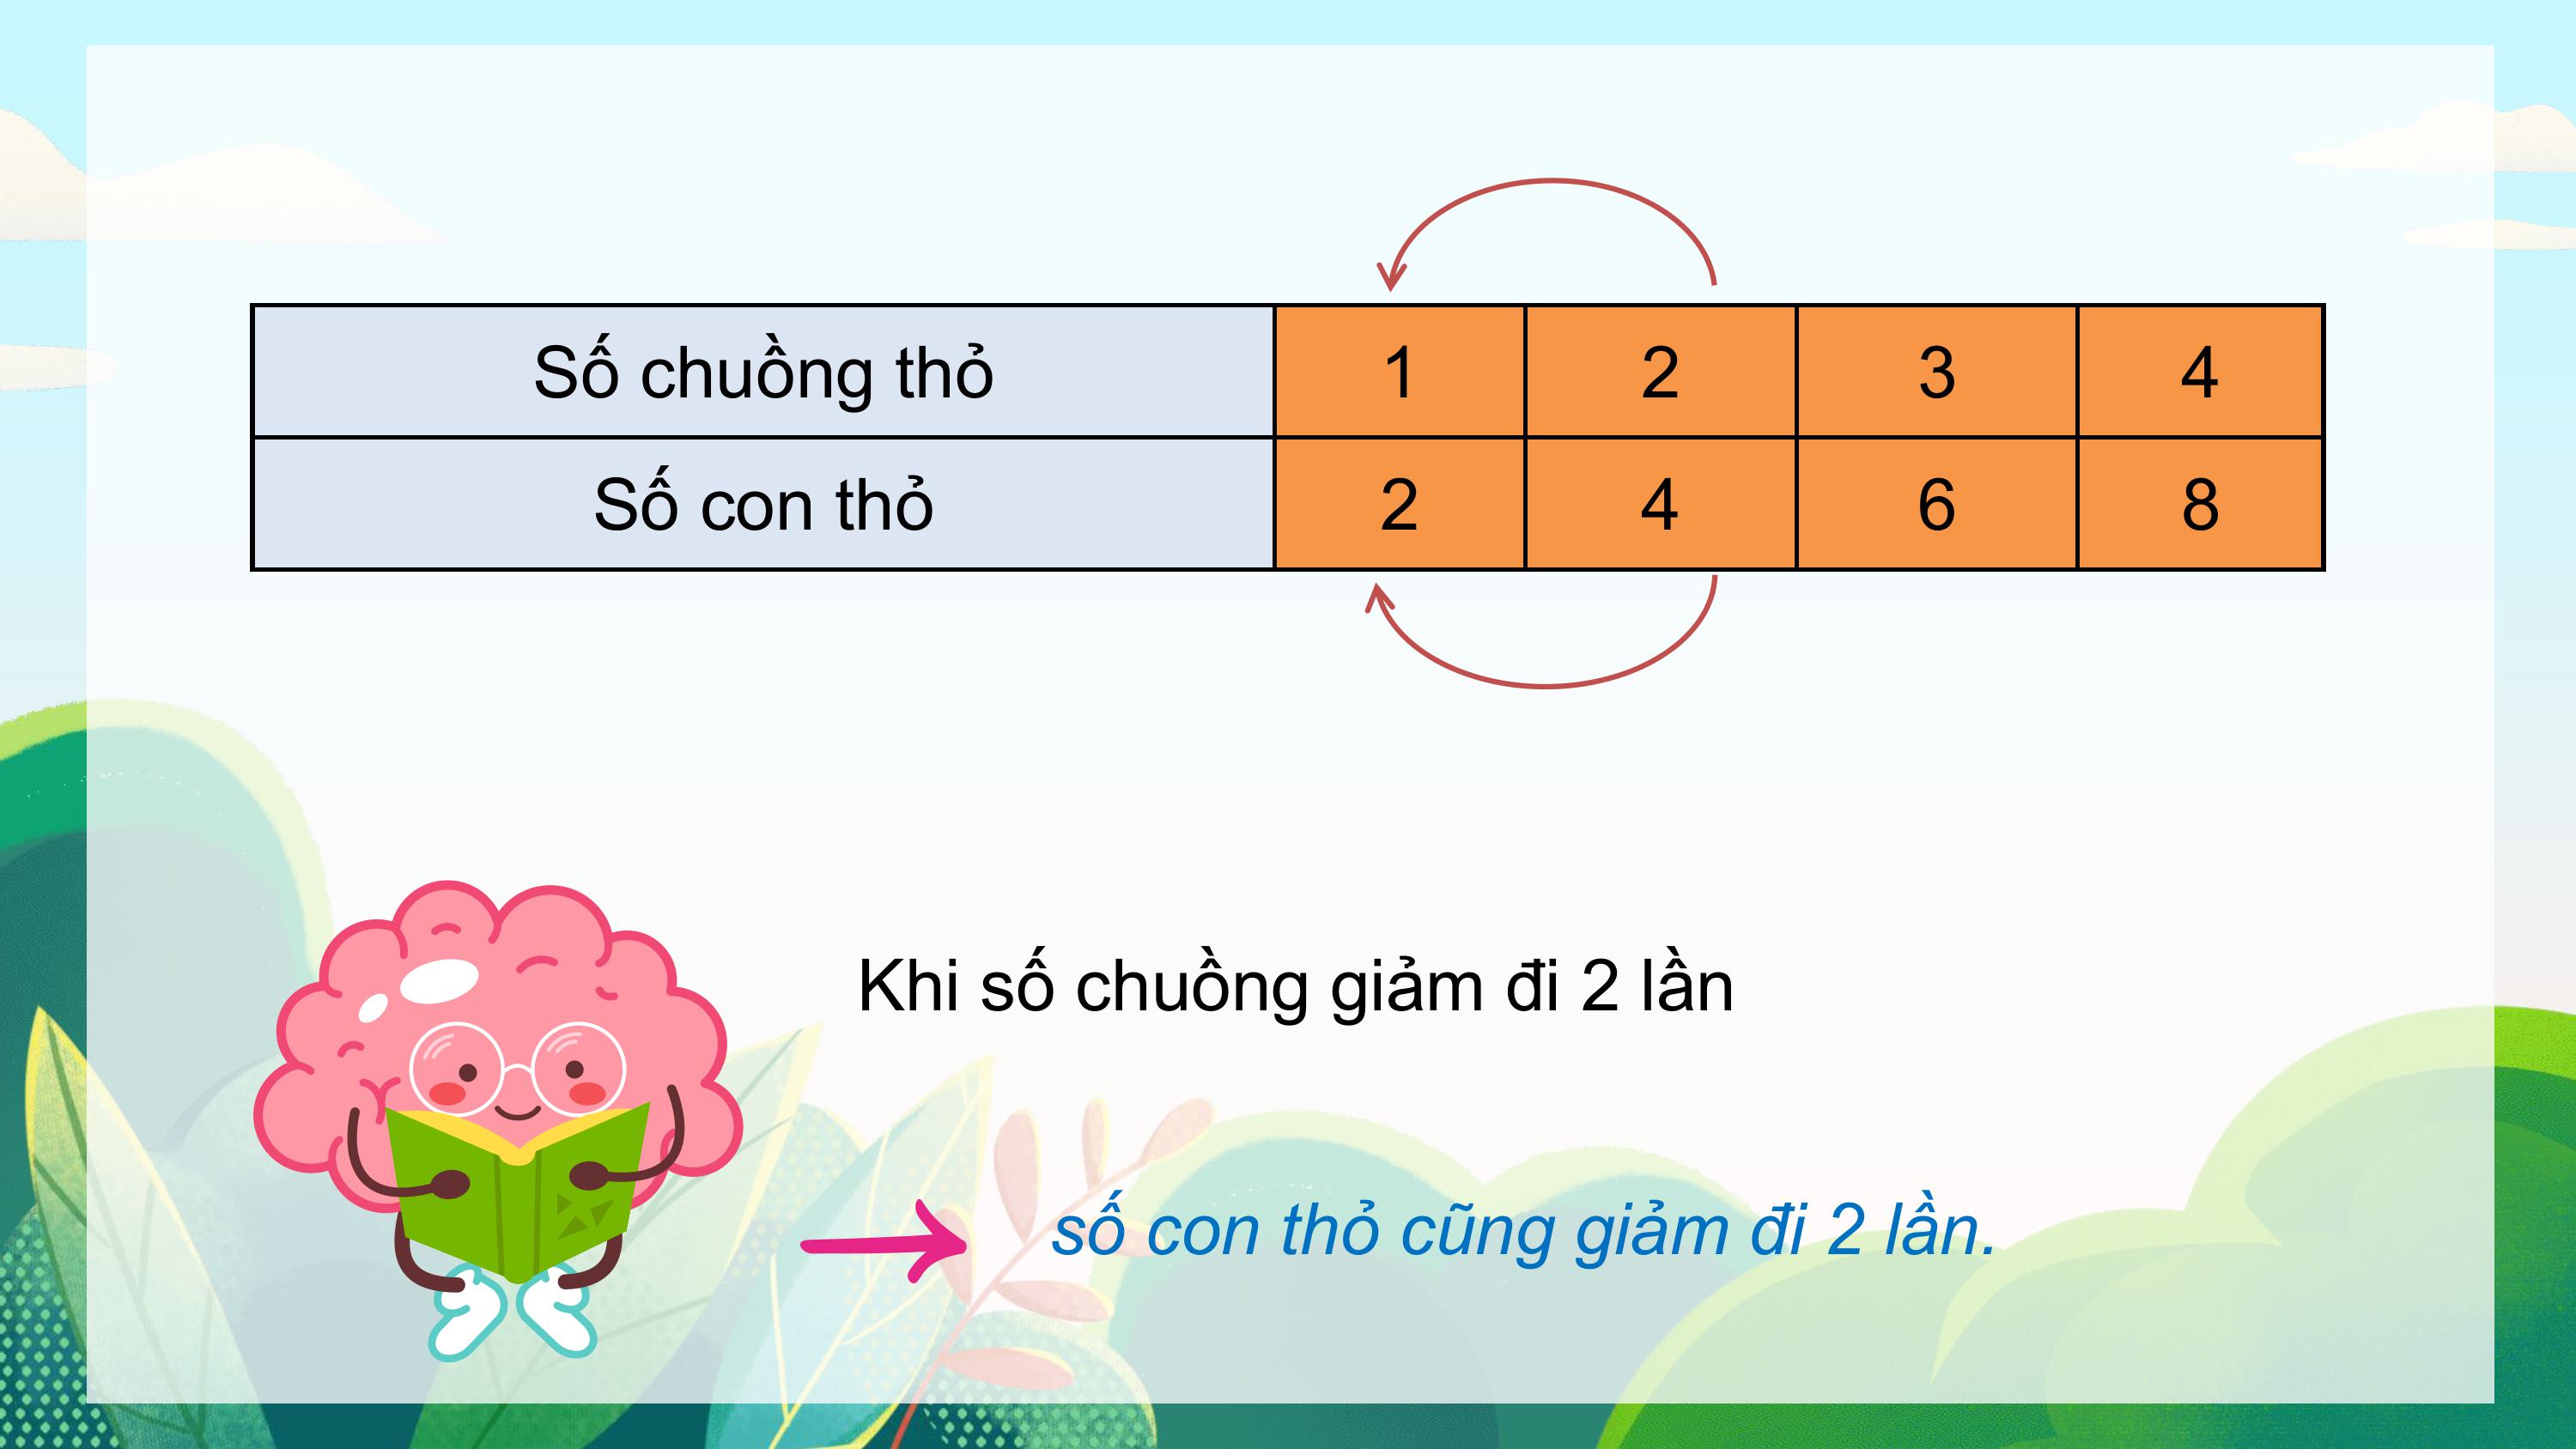 Số chuồng thỏ 1 2 3 4
Số con thỏ 2 4 6 8
Khi số chuồng giảm đi 2 lần
số con thỏ cũng giảm đi 2 lần.